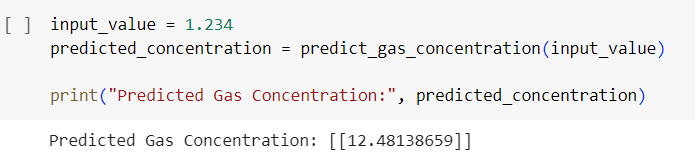 [ ] input_value = 1.234
predicted_concentration = predict_gas_concentration(input_value)
print("Predicted Gas Concentration:", predicted_concentration)
Predicted Gas Concentration: [[12.48138659]]